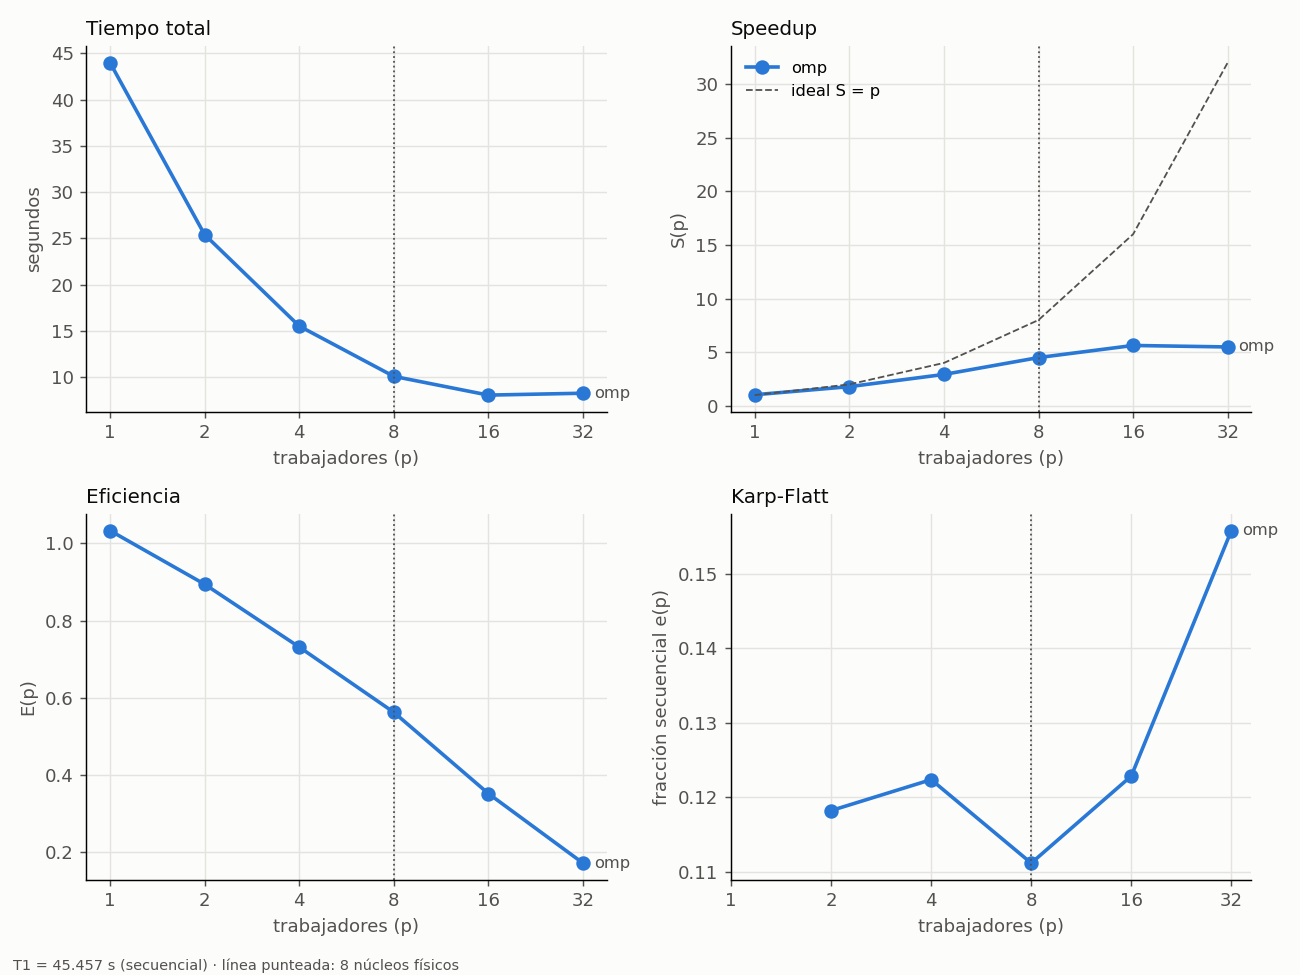 Tiempo total
45
40
35
30
25
20
15
10
segundos
omp
1 2 4 8 16 32
trabajadores (p)
Speedup
omp
ideal S = p
30
25
20
15
10
5
0
S(p)
omp
1 2 4 8 16 32
trabajadores (p)
Eficiencia
1.0
0.8
0.6
0.4
0.2
E(p)
omp
1 2 4 8 16 32
trabajadores (p)
Karp-Flatt
omp
0.15
0.14
0.13
0.12
0.11
fracción secuencial e(p)
1 2 4 8 16 32
trabajadores (p)
T1 = 45.457 s (secuencial) · línea punteada: 8 núcleos físicos